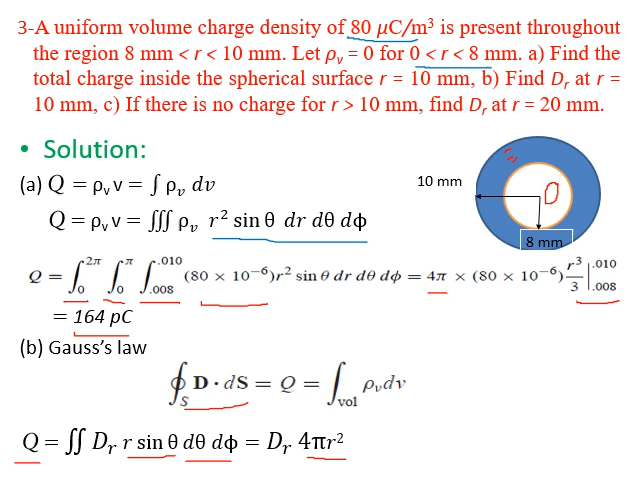 3-A uniform volume charge density of 80 μC/m³ is present throughout
the region 8 mm < r < 10 mm. Let ρᵥ = 0 for 0 < r < 8 mm. a) Find the
total charge inside the spherical surface r = 10 mm, b) Find Dᵣ at r =
10 mm, c) If there is no charge for r > 10 mm, find Dᵣ at r = 20 mm.
• Solution:
(a) Q = ρᵥ v = ∫ ρᵥ dv
10 mm
0
Q = ρᵥ v = ∭ ρᵥ r² sin θ dr dθ dϕ
8 mm
Q = ∫₀^2π ∫₀^π ∫.008^.010 (80 × 10⁻⁶)r² sin θ dr dθ dϕ = 4π × (80 × 10⁻⁶) r³/3 |.008^.010
= 164 pC
(b) Gauss's law
∮S D · dS = Q = ∫vol ρᵥdv
Q = ∬ Dᵣ r sin θ dθ dϕ = Dᵣ 4πr²